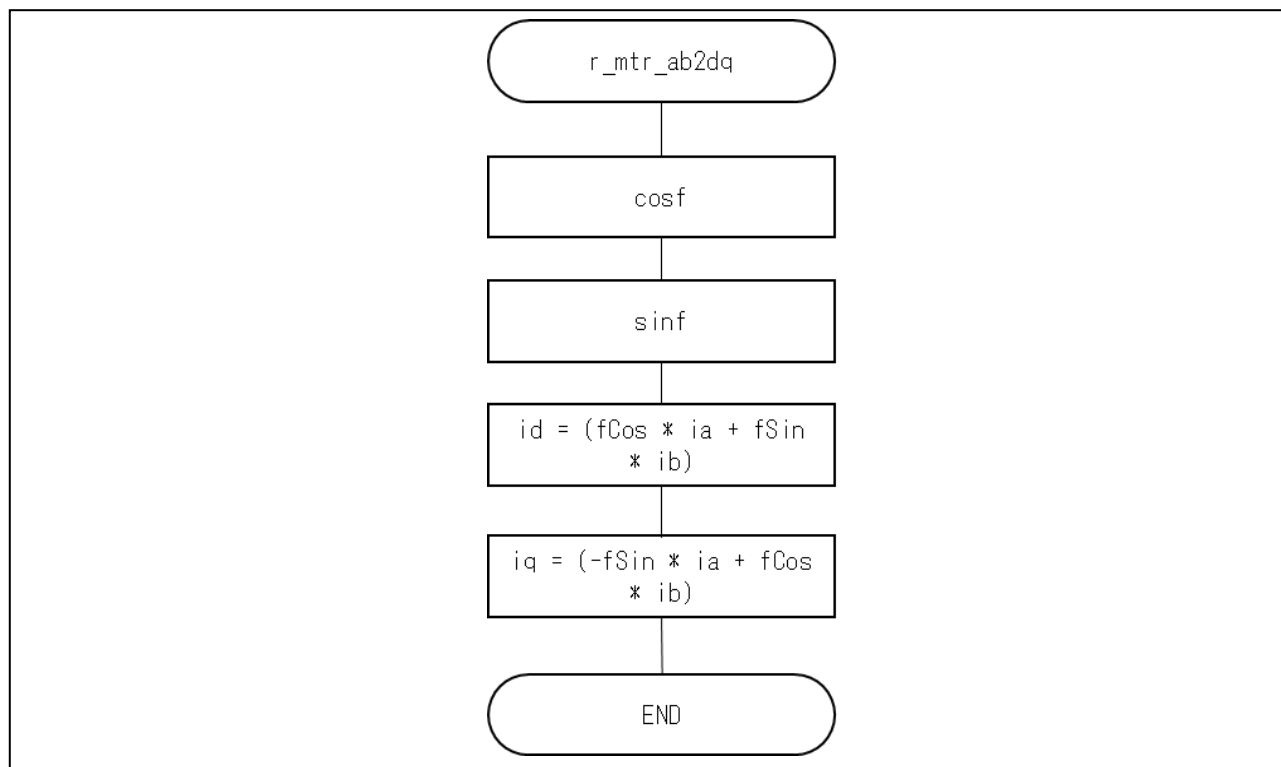 r_mtr_ab2dq
cosf
sinf
id = (fCos * ia + fSin
* ib)
iq = (-fSin * ia + fCos
* ib)
END